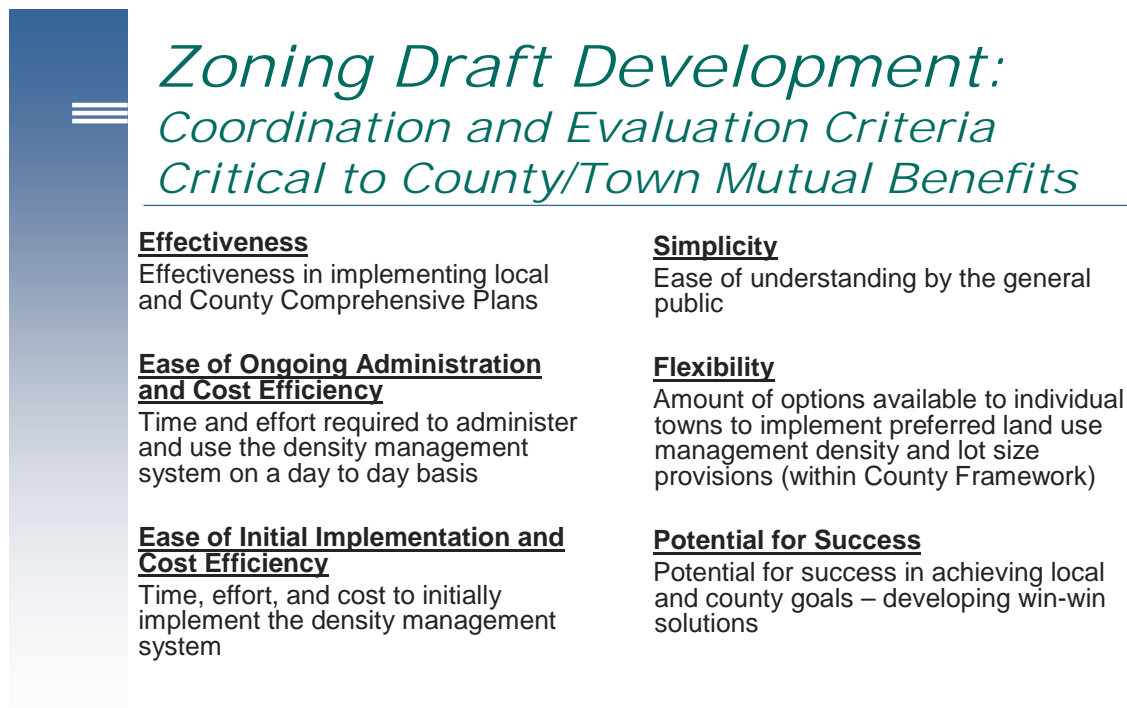 Zoning Draft Development:
Coordination and Evaluation Criteria
Critical to County/Town Mutual Benefits
Effectiveness
Effectiveness in implementing local
and County Comprehensive Plans
Ease of Ongoing Administration
and Cost Efficiency
Time and effort required to administer
and use the density management
system on a day to day basis
Ease of Initial Implementation and
Cost Efficiency
Time, effort, and cost to initially
implement the density management
system
Simplicity
Ease of understanding by the general
public
Flexibility
Amount of options available to individual
towns to implement preferred land use
management density and lot size
provisions (within County Framework)
Potential for Success
Potential for success in achieving local
and county goals – developing win-win
solutions